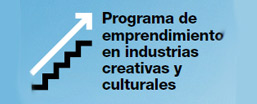 Programa de
emprendimiento
en industrias
creativas y
culturales